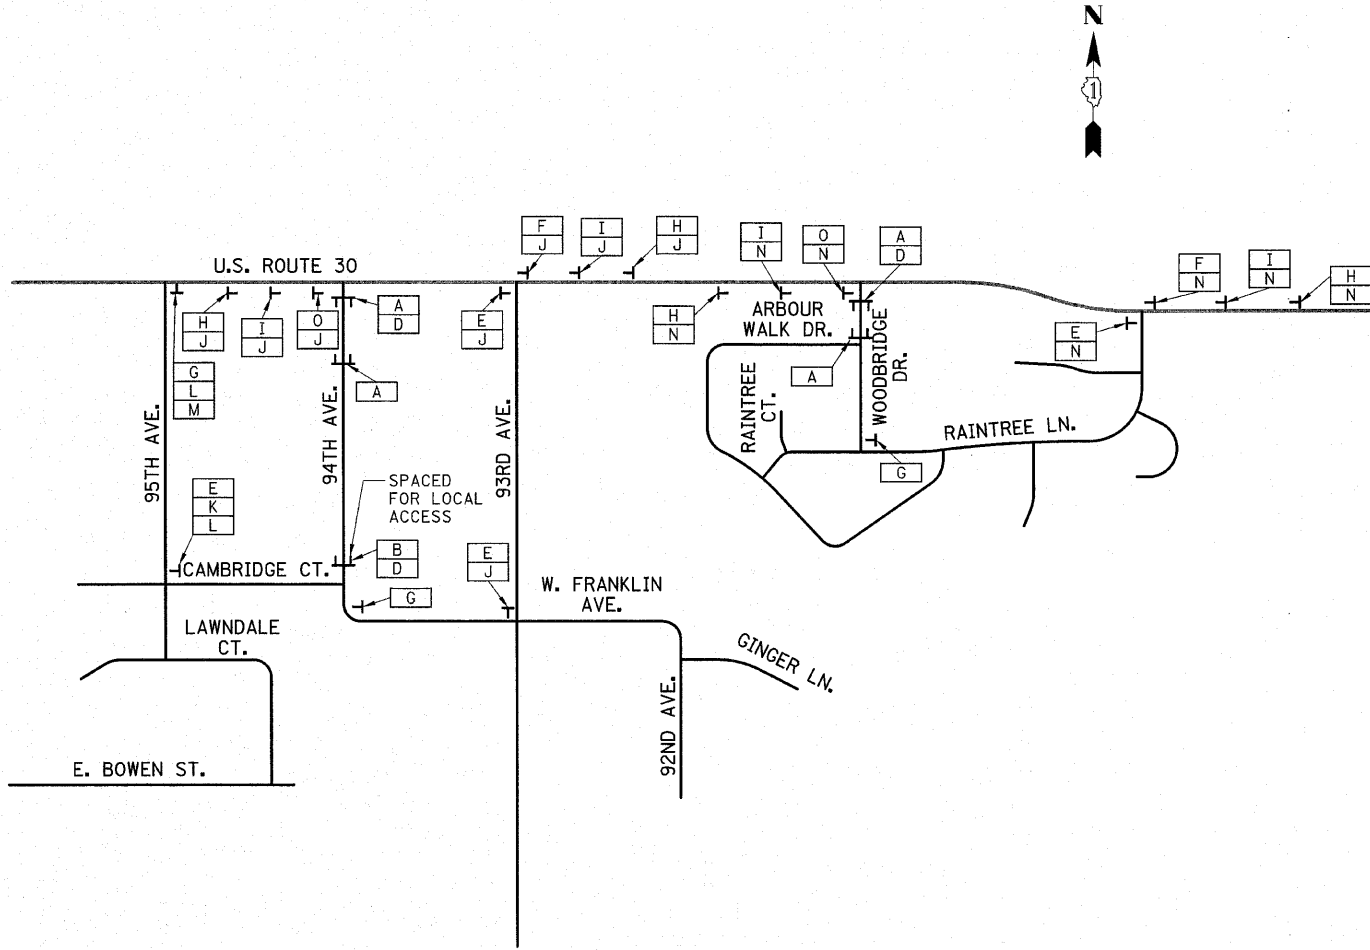 N
1
F
J
I
J
H
J
I
N
O
N
A
D
F
N
I
N
H
N
U.S. ROUTE 30
H
J
I
J
O
J
A
D
E
J
H
N
ARBOUR
WALK DR.
E
N
G
L
M
A
A
WOODBRIDGE
DR.
RAINTREE
CT.
RAINTREE LN.
G
95TH AVE.
94TH AVE.
93RD AVE.
SPACED
FOR LOCAL
ACCESS
E
K
L
CAMBRIDGE CT.
B
D
G
E
J
W. FRANKLIN
AVE.
LAWNDALE
CT.
GINGER LN.
92ND AVE.
E. BOWEN ST.